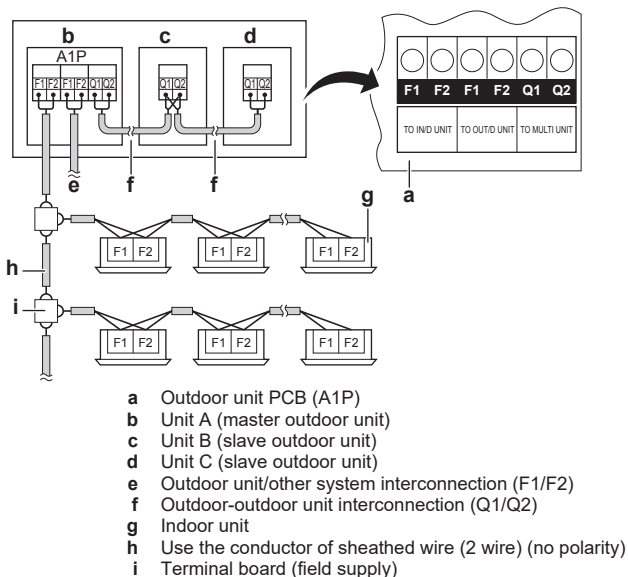 b c d
A1P
F1 F2 F1 F2 Q1 Q2 Q1 Q2 Q1 Q2
F1 F2 F1 F2 Q1 Q2
TO IN/D UNIT TO OUT/D UNIT TO MULTI UNIT
e f f a
g
F1 F2 F1 F2 F1 F2
h
i
F1 F2 F1 F2 F1 F2
a Outdoor unit PCB (A1P)
b Unit A (master outdoor unit)
c Unit B (slave outdoor unit)
d Unit C (slave outdoor unit)
e Outdoor unit/other system interconnection (F1/F2)
f Outdoor-outdoor unit interconnection (Q1/Q2)
g Indoor unit
h Use the conductor of sheathed wire (2 wire) (no polarity)
i Terminal board (field supply)